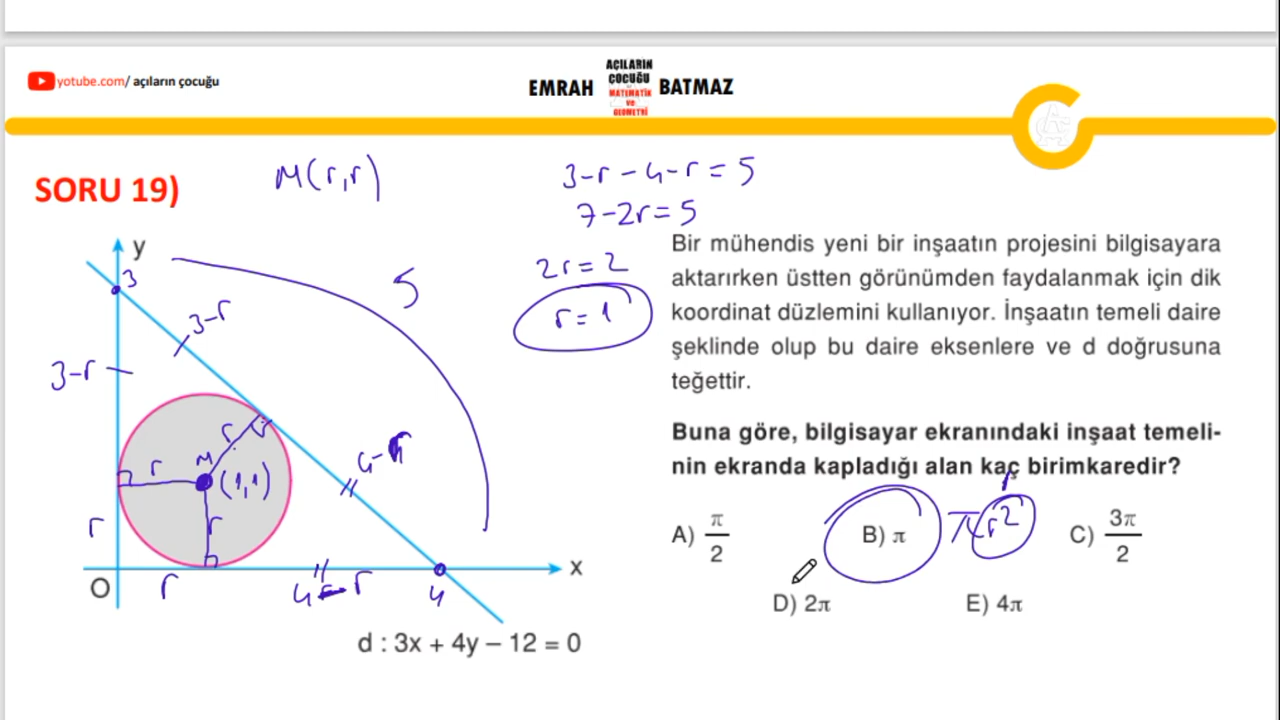 yotube.com/ açıların çocuğu
EMRAH
AÇILARIN
ÇOCUĞU
MATEMATİK
ve
GEOMETRİ
BATMAZ
SORU 19)
M(r,r)
3-r - 4-r = 5
7-2r = 5
2r = 2
r = 1
y
3
3-r
3-r
5
r
M
r
(1,1)
r
4-r
r
O
r
4-r
4
x
d : 3x + 4y – 12 = 0
Bir mühendis yeni bir inşaatın projesini bilgisayara
aktarırken üstten görünümden faydalanmak için dik
koordinat düzlemini kullanıyor. İnşaatın temeli daire
şeklinde olup bu daire eksenlere ve d doğrusuna
teğettir.
Buna göre, bilgisayar ekranındaki inşaat temeli-
nin ekranda kapladığı alan kaç birimkaredir?
A) π/2
B) π
πr²
C) 3π/2
D) 2π
E) 4π